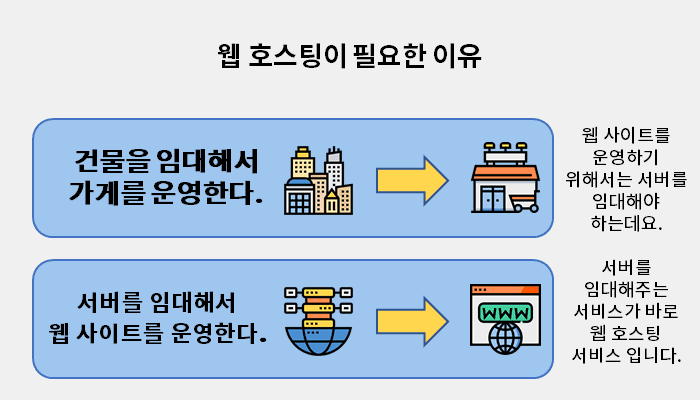 웹 호스팅이 필요한 이유
건물을 임대해서
가게를 운영한다.
웹 사이트를
운영하기
위해서는 서버를
임대해야
하는데요.
서버를 임대해서
웹 사이트를 운영한다.
WWW
서버를
임대해주는
서비스가 바로
웹 호스팅
서비스 입니다.